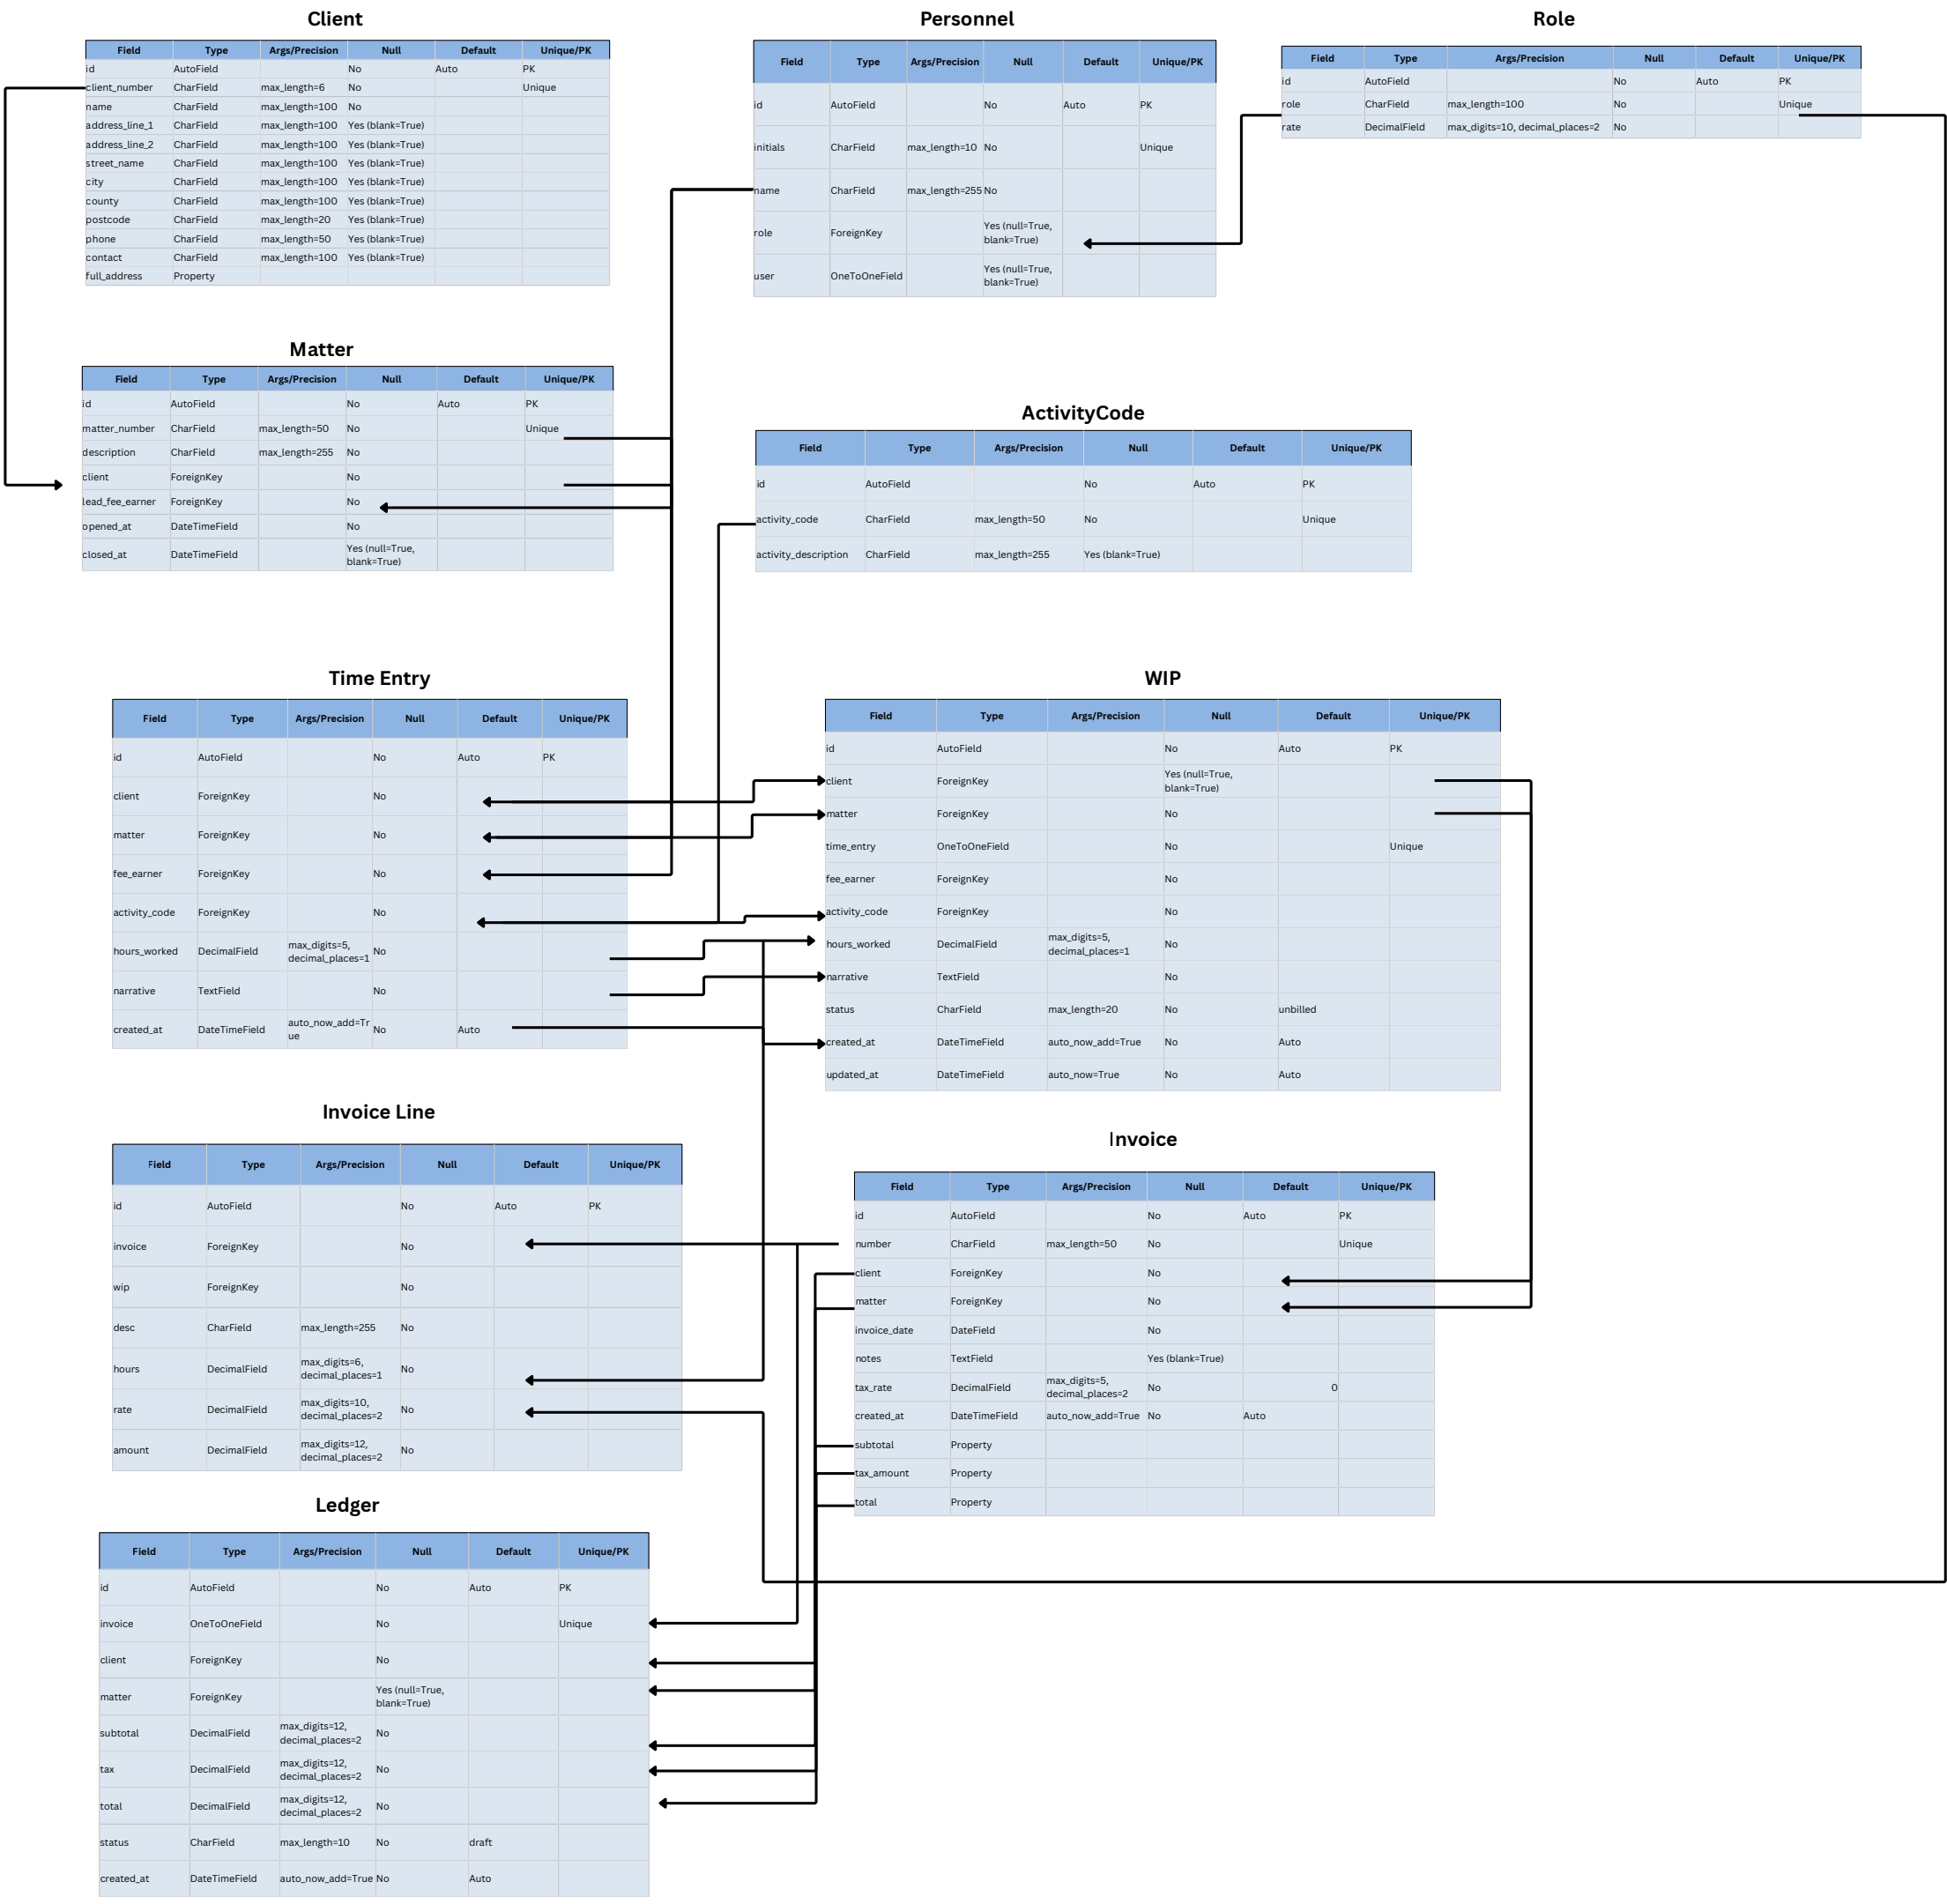 Client
Field Type Args/Precision Null Default Unique/PK
id AutoField No Auto PK
client_number CharField max_length=6 No Unique
name CharField max_length=100 No
address_line_1 CharField max_length=100 Yes (blank=True)
address_line_2 CharField max_length=100 Yes (blank=True)
street_name CharField max_length=100 Yes (blank=True)
city CharField max_length=100 Yes (blank=True)
county CharField max_length=100 Yes (blank=True)
postcode CharField max_length=20 Yes (blank=True)
phone CharField max_length=50 Yes (blank=True)
contact CharField max_length=100 Yes (blank=True)
full_address Property
Personnel
Field Type Args/Precision Null Default Unique/PK
id AutoField No Auto PK
initials CharField max_length=10 No Unique
name CharField max_length=255 No
role ForeignKey Yes (null=True,
blank=True)
user OneToOneField Yes (null=True,
blank=True)
Role
Field Type Args/Precision Null Default Unique/PK
id AutoField No Auto PK
role CharField max_length=100 No Unique
rate DecimalField max_digits=10, decimal_places=2 No
Matter
Field Type Args/Precision Null Default Unique/PK
id AutoField No Auto PK
matter_number CharField max_length=50 No Unique
description CharField max_length=255 No
client ForeignKey No
lead_fee_earner ForeignKey No
opened_at DateTimeField No
closed_at DateTimeField Yes (null=True,
blank=True)
ActivityCode
Field Type Args/Precision Null Default Unique/PK
id AutoField No Auto PK
activity_code CharField max_length=50 No Unique
activity_description CharField max_length=255 Yes (blank=True)
Time Entry
Field Type Args/Precision Null Default Unique/PK
id AutoField No Auto PK
client ForeignKey No
matter ForeignKey No
fee_earner ForeignKey No
activity_code ForeignKey No
hours_worked DecimalField max_digits=5,
decimal_places=1 No
narrative TextField No
created_at DateTimeField auto_now_add=Tr
ue No Auto
WIP
Field Type Args/Precision Null Default Unique/PK
id AutoField No Auto PK
client ForeignKey Yes (null=True,
blank=True)
matter ForeignKey No
time_entry OneToOneField No Unique
fee_earner ForeignKey No
activity_code ForeignKey No
hours_worked DecimalField max_digits=5,
decimal_places=1 No
narrative TextField No
status CharField max_length=20 No unbilled
created_at DateTimeField auto_now_add=True No Auto
updated_at DateTimeField auto_now=True No Auto
Invoice Line
Field Type Args/Precision Null Default Unique/PK
id AutoField No Auto PK
invoice ForeignKey No
wip ForeignKey No
desc CharField max_length=255 No
hours DecimalField max_digits=6,
decimal_places=1 No
rate DecimalField max_digits=10,
decimal_places=2 No
amount DecimalField max_digits=12,
decimal_places=2 No
Invoice
Field Type Args/Precision Null Default Unique/PK
id AutoField No Auto PK
number CharField max_length=50 No Unique
client ForeignKey No
matter ForeignKey No
invoice_date DateField No
notes TextField Yes (blank=True)
tax_rate DecimalField max_digits=5,
decimal_places=2 No 0
created_at DateTimeField auto_now_add=True No Auto
subtotal Property
tax_amount Property
total Property
Ledger
Field Type Args/Precision Null Default Unique/PK
id AutoField No Auto PK
invoice OneToOneField No Unique
client ForeignKey No
matter ForeignKey Yes (null=True,
blank=True)
subtotal DecimalField max_digits=12,
decimal_places=2 No
tax DecimalField max_digits=12,
decimal_places=2 No
total DecimalField max_digits=12,
decimal_places=2 No
status CharField max_length=10 No draft
created_at DateTimeField auto_now_add=True No Auto